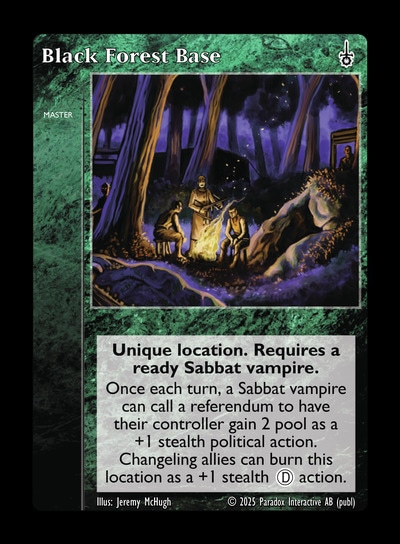 Black Forest Base
MASTER
Unique location. Requires a
ready Sabbat vampire.
Once each turn, a Sabbat vampire
can call a referendum to have
their controller gain 2 pool as a
+1 stealth political action.
Changeling allies can burn this
location as a +1 stealth Ⓓ action.
Illus: Jeremy McHugh © 2025 Paradox Interactive AB (publ)